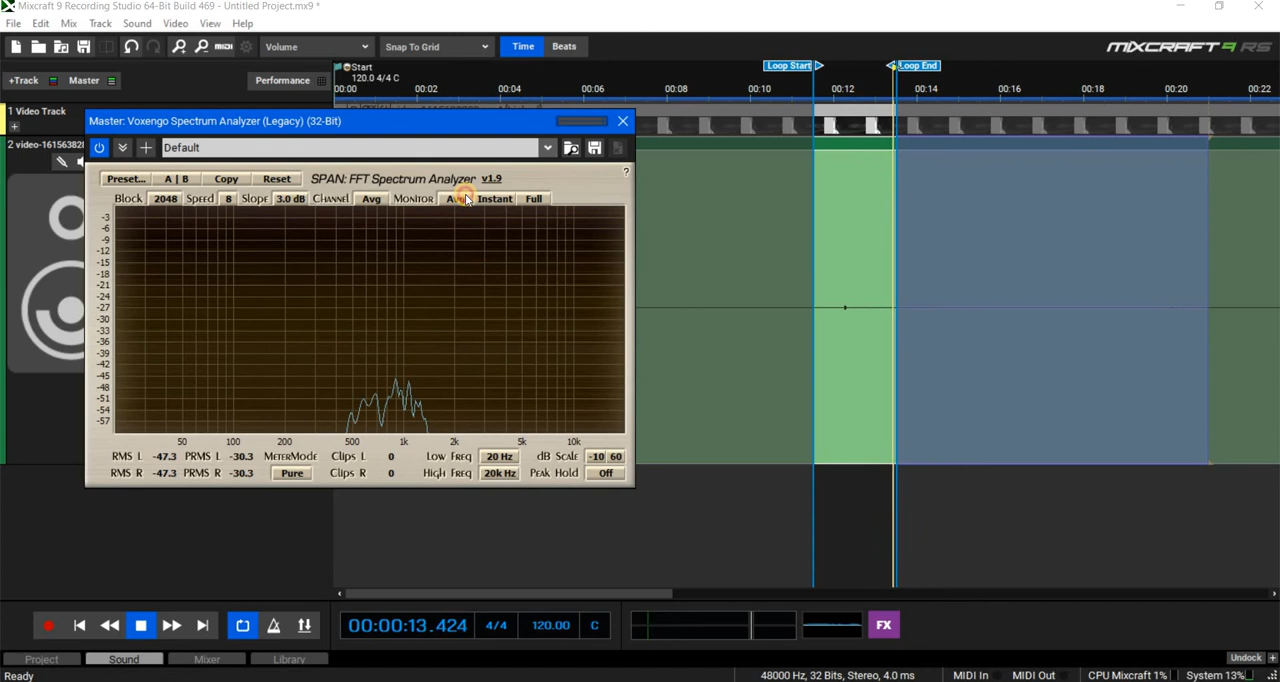 Mixcraft 9 Recording Studio 64-Bit Build 469 - Untitled Project.mx9 *
File Edit Mix Track Sound Video View Help
MIDI Volume Snap To Grid Time Beats MIXCRAFT 9 RS
+Track Master Performance
Start Loop Start Loop End
120.0 4/4 C
00:00 00:02 00:04 00:06 00:08 00:10 00:12 00:14 00:16 00:18 00:20 00:22
1 Video Track
Master: Voxengo Spectrum Analyzer (Legacy) (32-Bit)
2 video-16156382
Default
Preset... A | B Copy Reset SPAN: FFT Spectrum Analyzer v1.9 ?
Block 2048 Speed 8 Slope 3.0 dB Channel Avg Monitor Avg Instant Full
-3
-6
-9
-12
-15
-18
-21
-24
-27
-30
-33
-36
-39
-42
-45
-48
-51
-54
-57
50 100 200 500 1k 2k 5k 10k
RMS L -47.3 PRMS L -30.3 MeterMode Clips L 0 Low Freq 20 Hz dB Scale -10 60
RMS R -47.3 PRMS R -30.3 Pure Clips R 0 High Freq 20k Hz Peak Hold Off
00:00:13.424 4/4 120.00 C FX
Project Sound Mixer Library Undock +
Ready 48000 Hz, 32 Bits, Stereo, 4.0 ms MIDI In MIDI Out CPU Mixcraft 1% System 13%